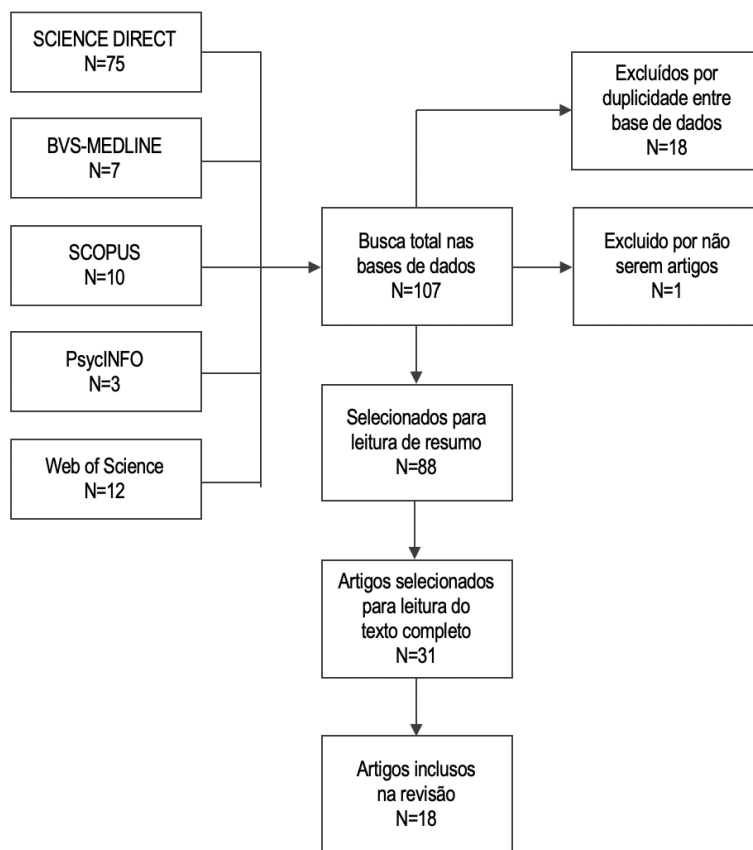 SCIENCE DIRECT
N=75
BVS-MEDLINE
N=7
SCOPUS
N=10
PsycINFO
N=3
Web of Science
N=12
Busca total nas
bases de dados
N=107
Excluídos por
duplicidade entre
base de dados
N=18
Excluido por não
serem artigos
N=1
Selecionados para
leitura de resumo
N=88
Artigos selecionados
para leitura do
texto completo
N=31
Artigos inclusos
na revisão
N=18